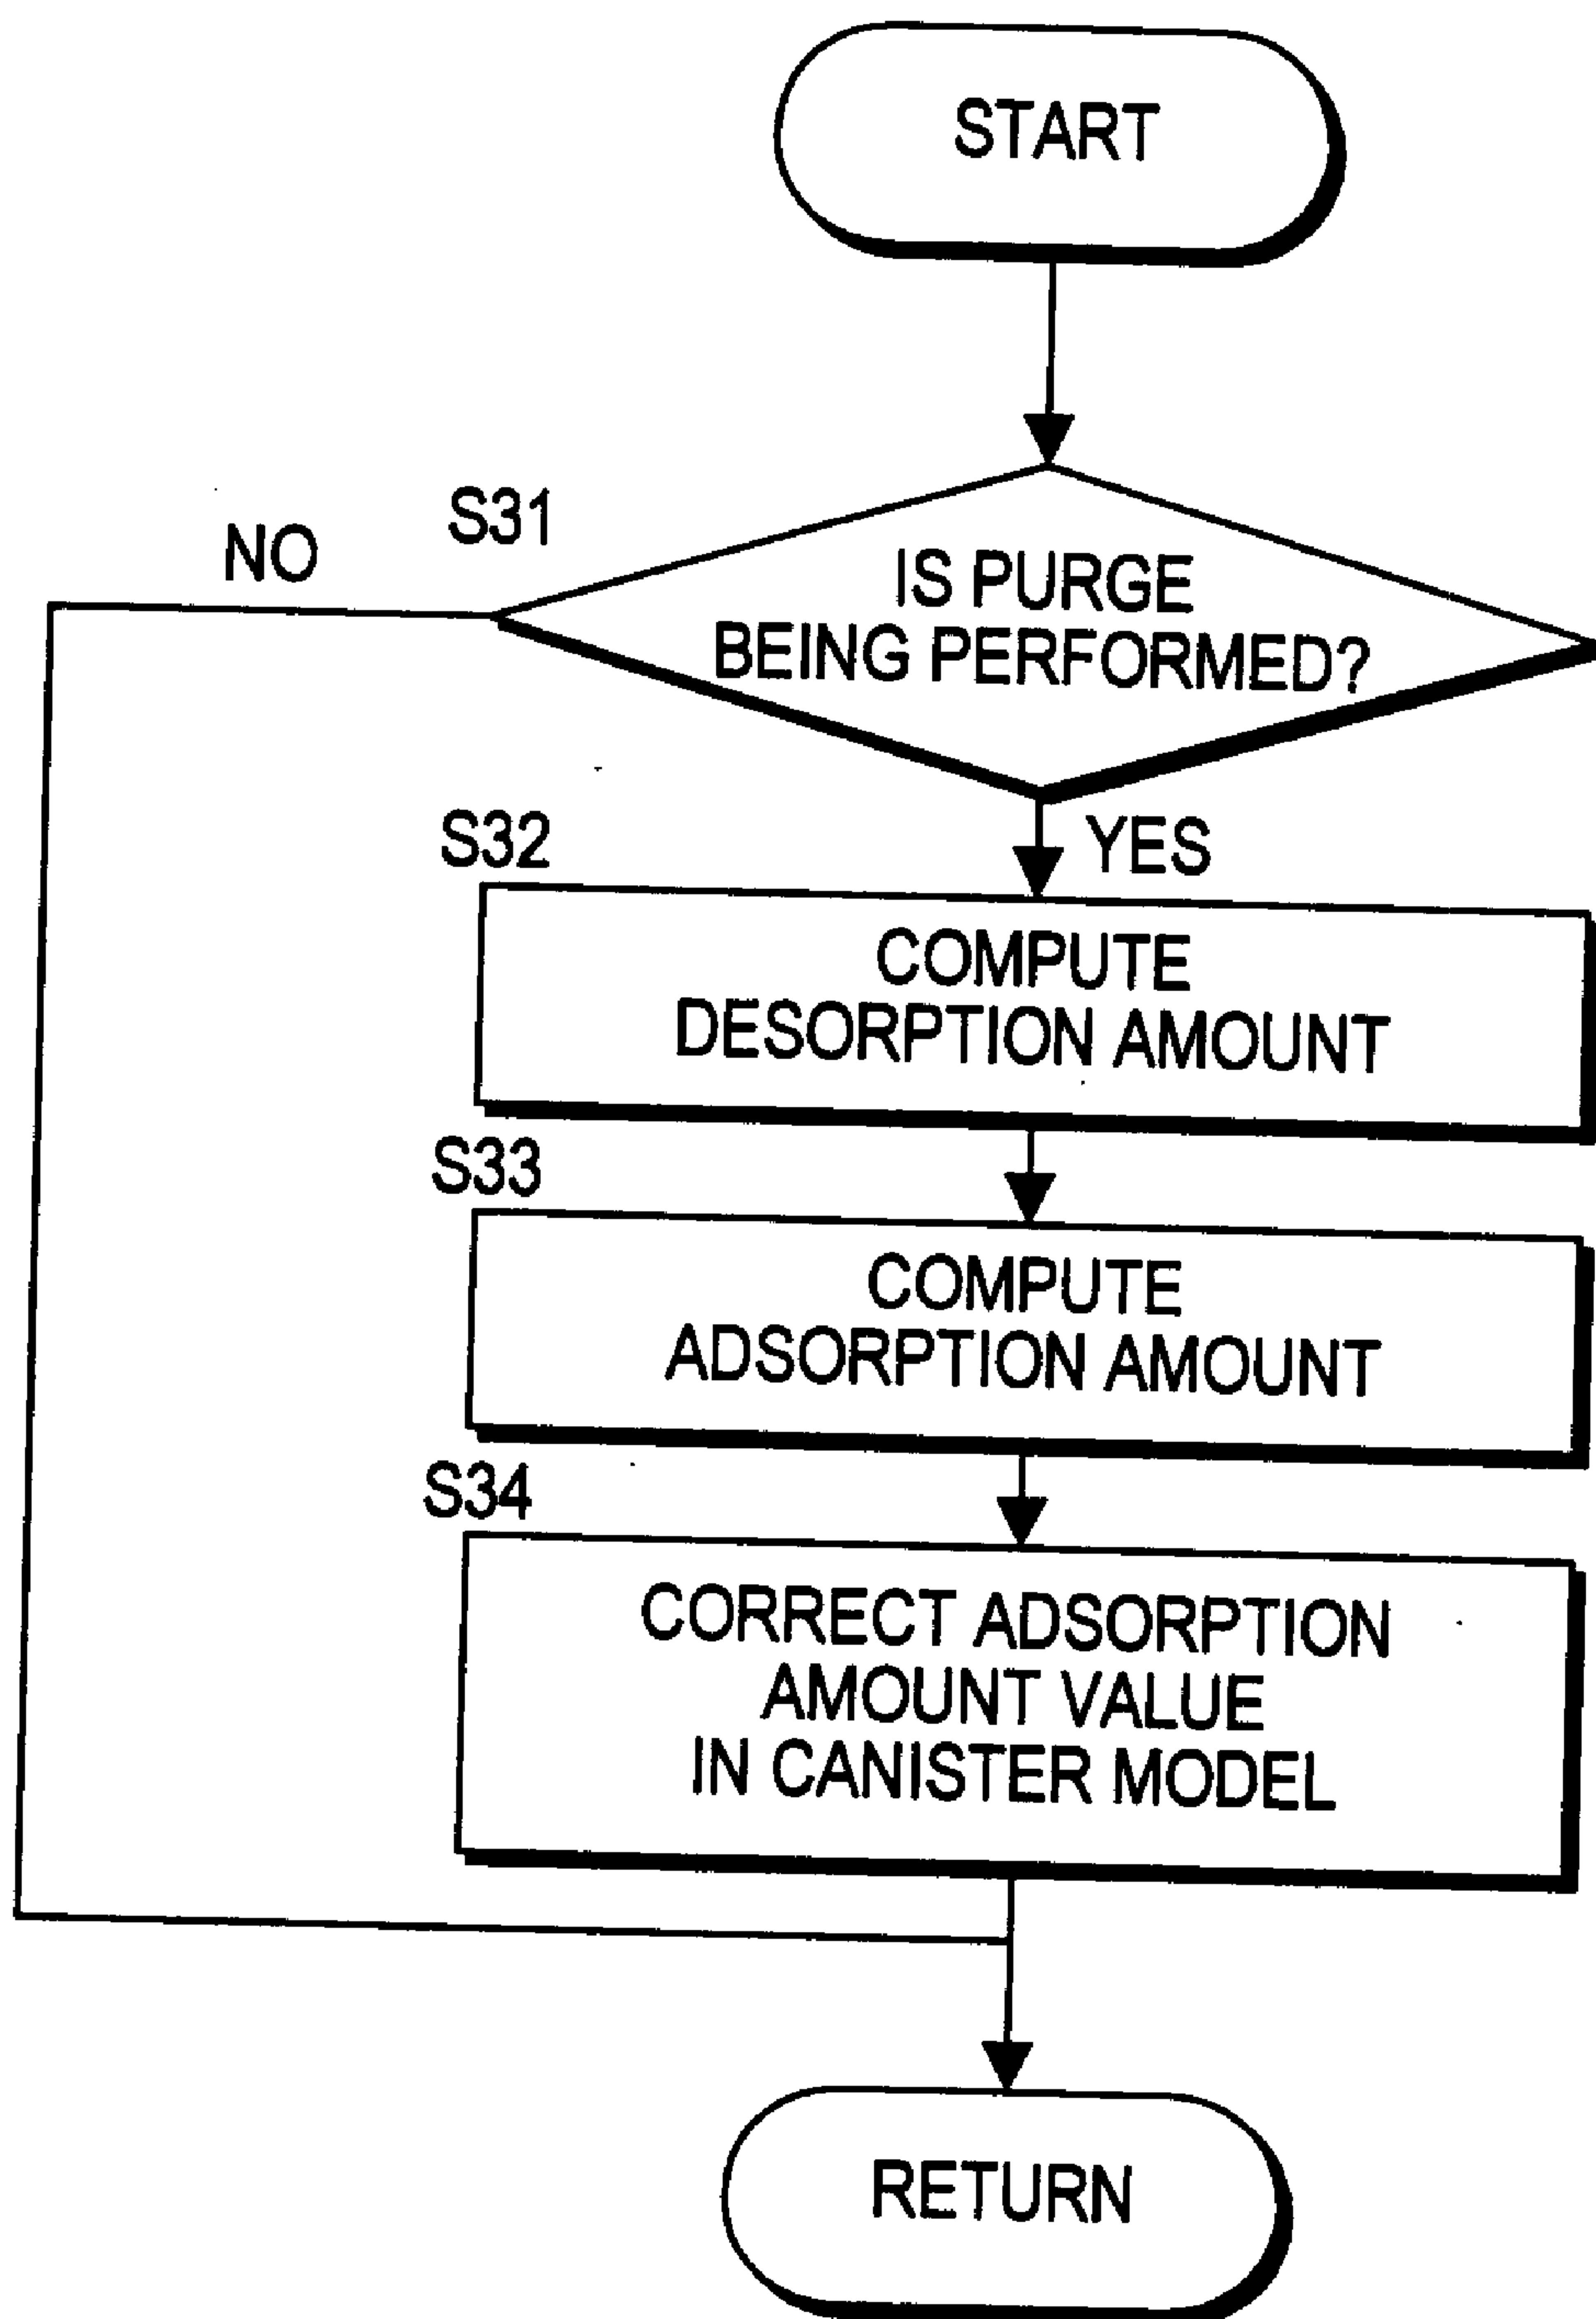 START
S31
NO
IS PURGE
BEING PERFORMED?
YES
S32
COMPUTE
DESORPTION AMOUNT
S33
COMPUTE
ADSORPTION AMOUNT
S34
CORRECT ADSORPTION
AMOUNT VALUE
IN CANISTER MODEL
RETURN